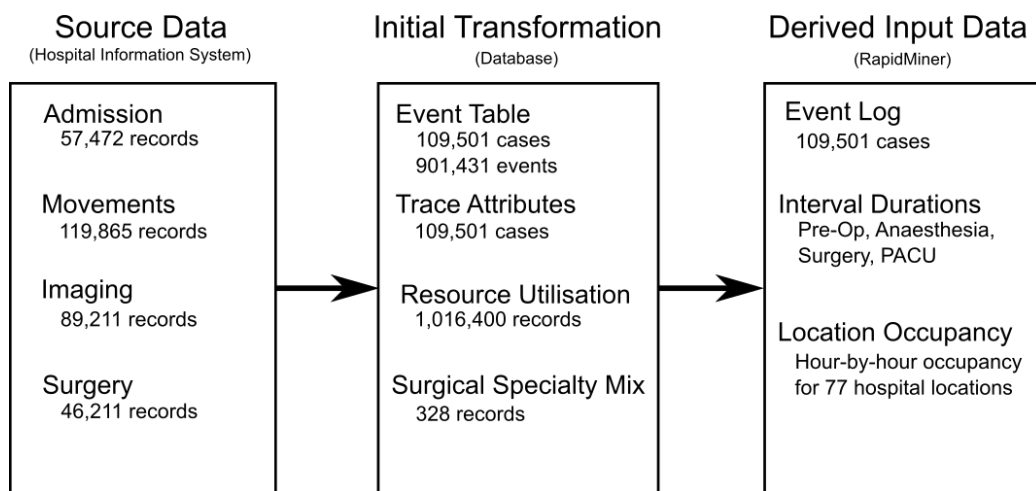 Source Data
(Hospital Information System)
Admission
57,472 records
Movements
119,865 records
Imaging
89,211 records
Surgery
46,211 records
Initial Transformation
(Database)
Event Table
109,501 cases
901,431 events
Trace Attributes
109,501 cases
Resource Utilisation
1,016,400 records
Surgical Specialty Mix
328 records
Derived Input Data
(RapidMiner)
Event Log
109,501 cases
Interval Durations
Pre-Op, Anaesthesia,
Surgery, PACU
Location Occupancy
Hour-by-hour occupancy
for 77 hospital locations